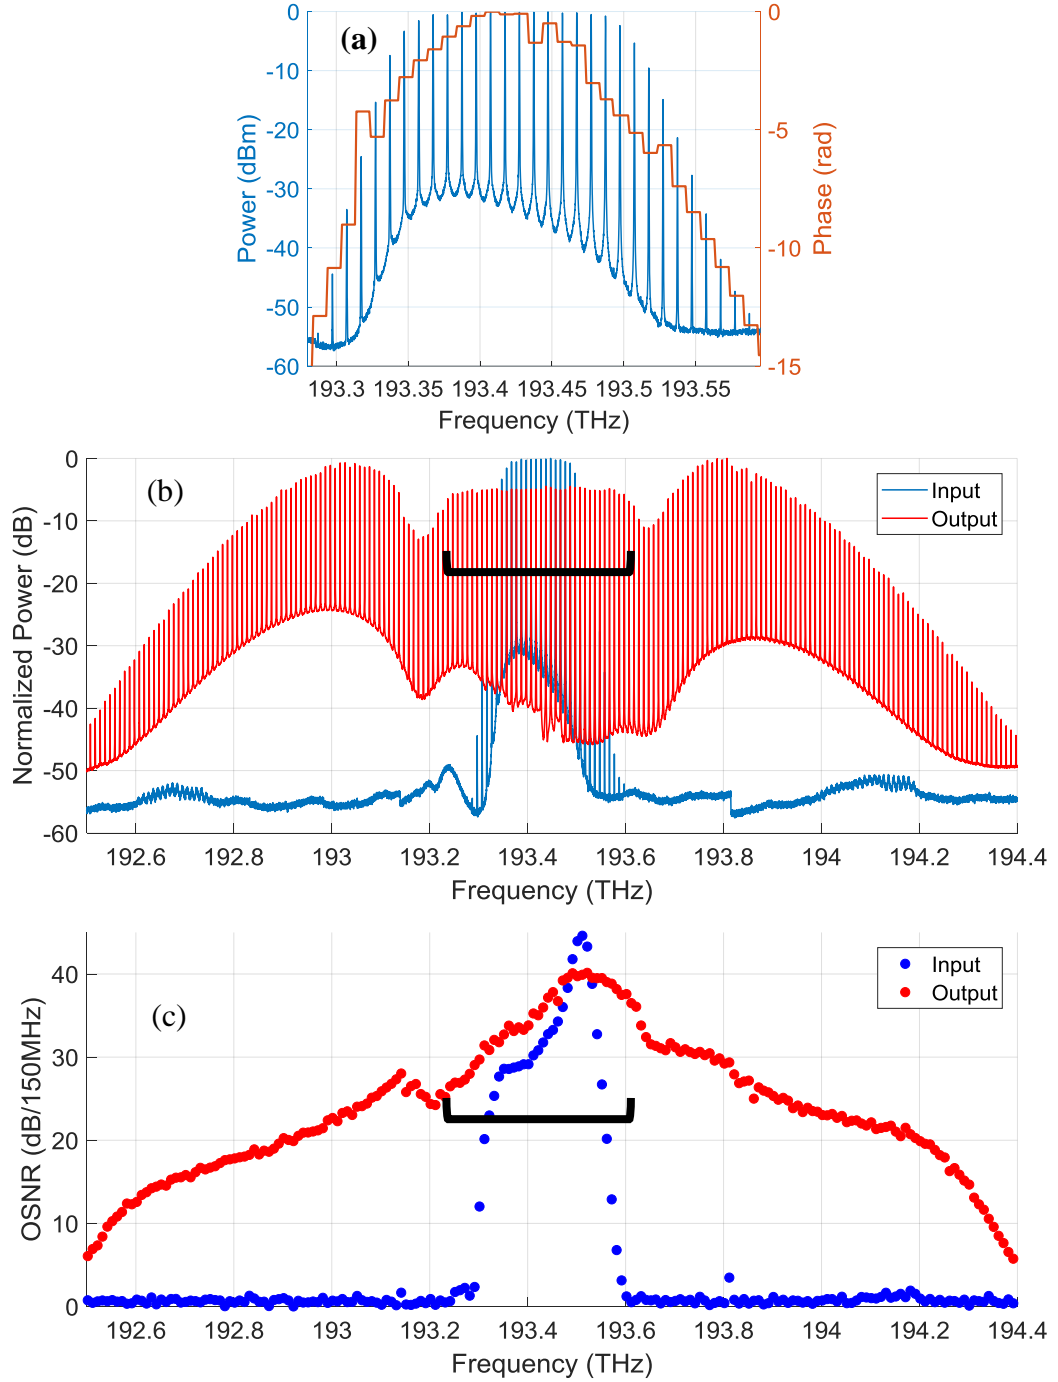 (a)
0
-10
-20
-30
-40
-50
-60
Power (dBm)
0
-5
-10
-15
Phase (rad)
193.3 193.35 193.4 193.45 193.5 193.55
Frequency (THz)
(b)
0
-10
-20
-30
-40
-50
-60
Normalized Power (dB)
Input
Output
192.6 192.8 193 193.2 193.4 193.6 193.8 194 194.2 194.4
Frequency (THz)
(c)
40
30
20
10
0
OSNR (dB/150MHz)
Input
Output
192.6 192.8 193 193.2 193.4 193.6 193.8 194 194.2 194.4
Frequency (THz)